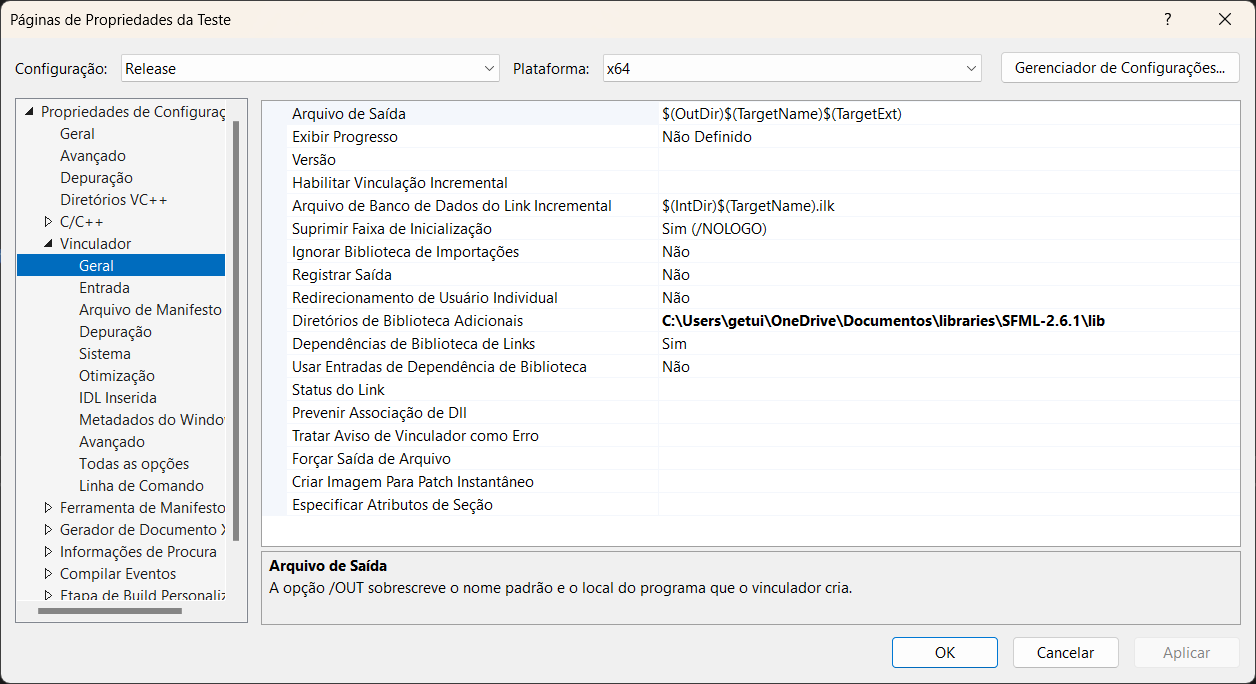 Páginas de Propriedades da Teste
?
Configuração: Release Plataforma: x64 Gerenciador de Configurações...
Propriedades de Configuraç
Geral
Avançado
Depuração
Diretórios VC++
C/C++
Vinculador
Geral
Entrada
Arquivo de Manifesto
Depuração
Sistema
Otimização
IDL Inserida
Metadados do Windo
Avançado
Todas as opções
Linha de Comando
Ferramenta de Manifesto
Gerador de Documento X
Informações de Procura
Compilar Eventos
Etapa de Build Personaliz
Arquivo de Saída $(OutDir)$(TargetName)$(TargetExt)
Exibir Progresso Não Definido
Versão
Habilitar Vinculação Incremental
Arquivo de Banco de Dados do Link Incremental $(IntDir)$(TargetName).ilk
Suprimir Faixa de Inicialização Sim (/NOLOGO)
Ignorar Biblioteca de Importações Não
Registrar Saída Não
Redirecionamento de Usuário Individual Não
Diretórios de Biblioteca Adicionais C:\Users\getui\OneDrive\Documentos\libraries\SFML-2.6.1\lib
Dependências de Biblioteca de Links Sim
Usar Entradas de Dependência de Biblioteca Não
Status do Link
Prevenir Associação de Dll
Tratar Aviso de Vinculador como Erro
Forçar Saída de Arquivo
Criar Imagem Para Patch Instantâneo
Especificar Atributos de Seção
Arquivo de Saída
A opção /OUT sobrescreve o nome padrão e o local do programa que o vinculador cria.
OK Cancelar Aplicar